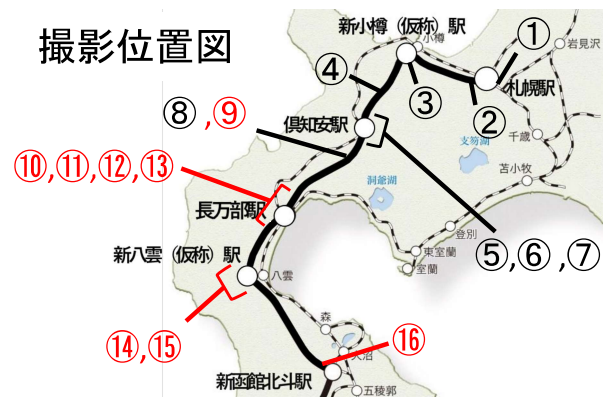 撮影位置図
新小樽（仮称）駅
小樽
①
岩見沢
④
札幌駅
③
②
⑧,⑨
倶知安駅
支笏湖
千歳
⑩,⑪,⑫,⑬
洞爺湖
苫小牧
長万部駅
登別
新八雲（仮称）駅
東室蘭
室蘭
⑤,⑥,⑦
八雲
森
⑭,⑮
⑯
大沼
新函館北斗駅
五稜郭